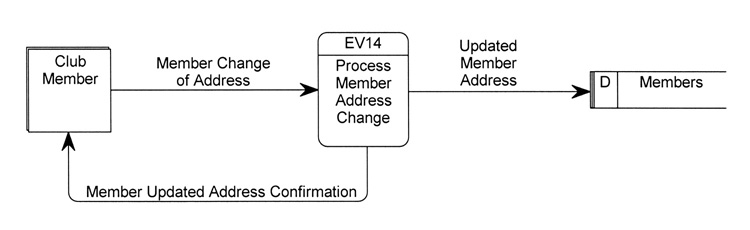 Club
Member
Member Change
of Address
EV14
Process
Member
Address
Change
Updated
Member
Address
D
Members
Member Updated Address Confirmation